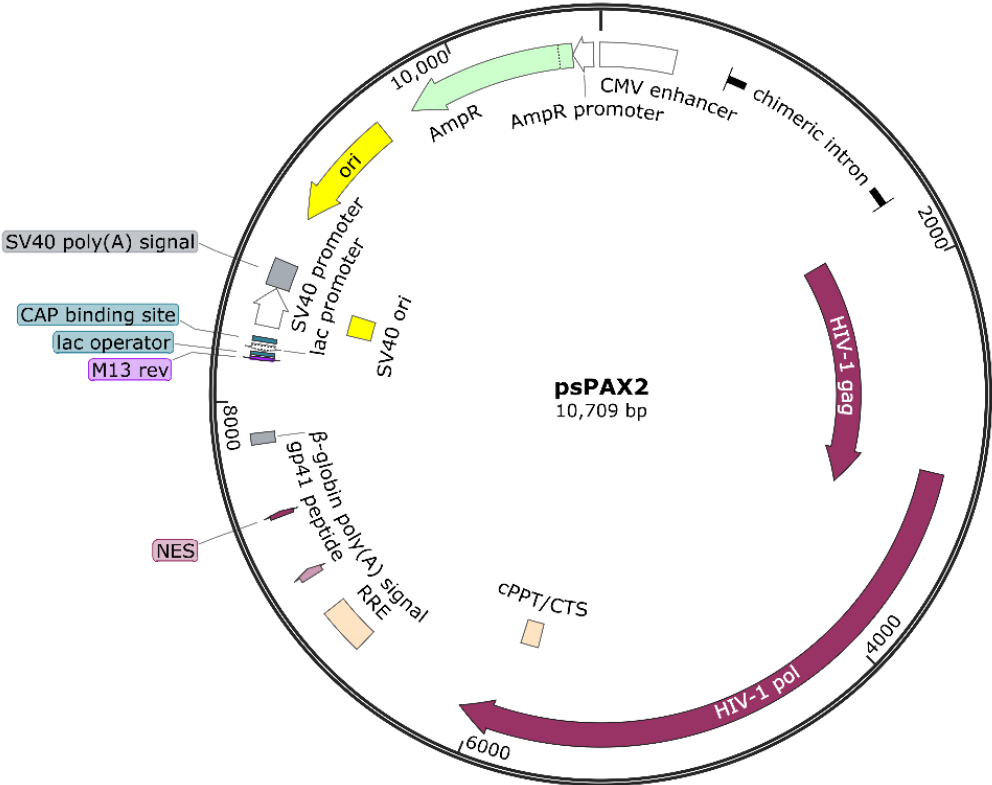 10,000
AmpR
AmpR promoter
CMV enhancer
chimeric intron
2000
ori
SV40 poly(A) signal
SV40 promoter
lac promoter
SV40 ori
CAP binding site
lac operator
M13 rev
HIV-1 gag
psPAX2
10,709 bp
8000
β-globin poly(A) signal
gp41 peptide
NES
RRE
cPPT/CTS
4000
HIV-1 pol
6000